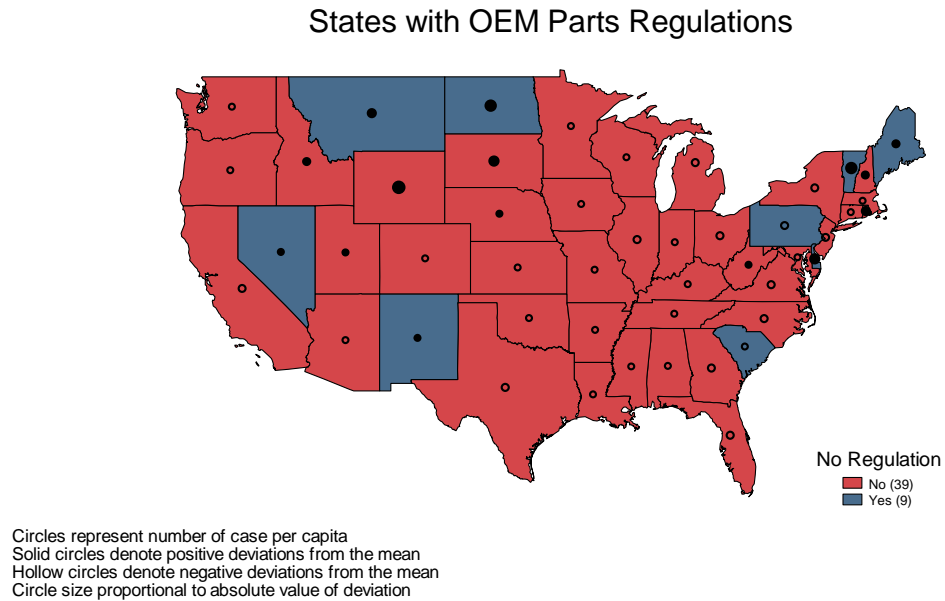 States with OEM Parts Regulations
No Regulation
No (39)
Yes (9)
Circles represent number of case per capita
Solid circles denote positive deviations from the mean
Hollow circles denote negative deviations from the mean
Circle size proportional to absolute value of deviation